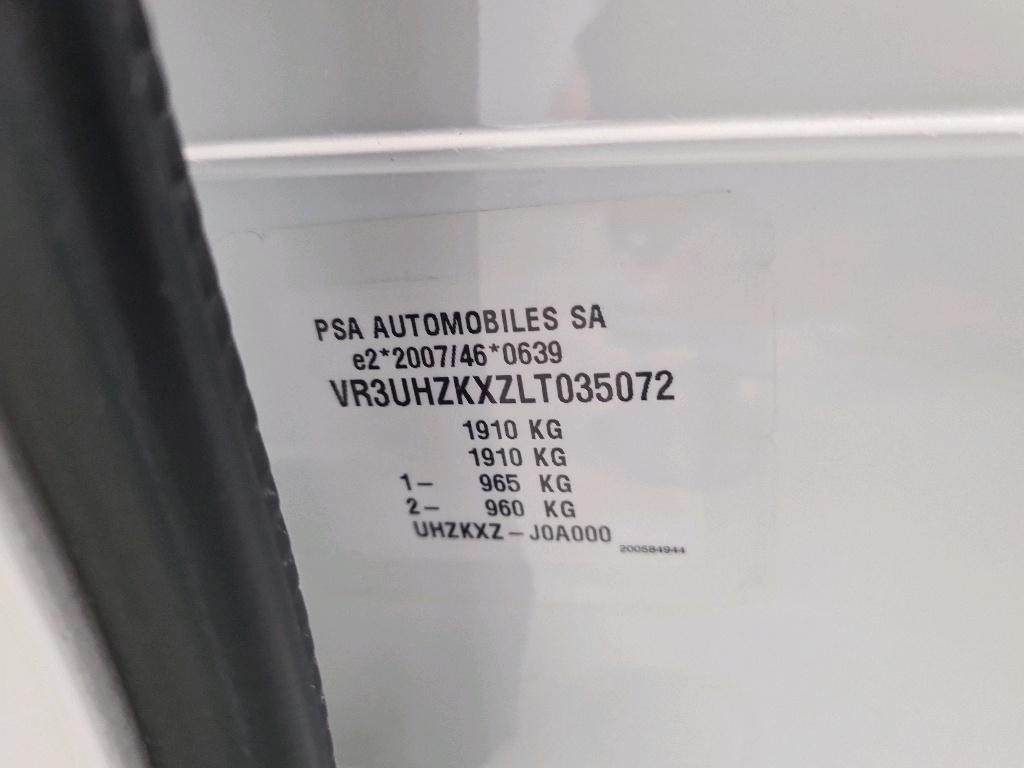 PSA AUTOMOBILES SA
e2*2007/46*0639
VR3UHZKXZLT035072
1910 KG
1910 KG
1– 965 KG
2– 960 KG
UHZKXZ – J0A000
200584944